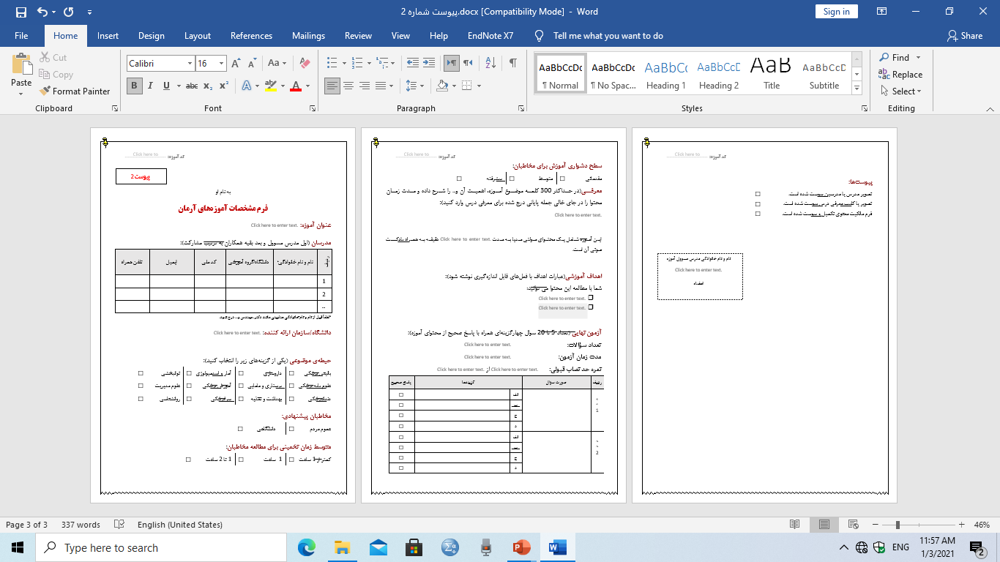 پیوست شماره 2.docx [Compatibility Mode] - Word
Sign in
File Home Insert Design Layout References Mailings Review View Help EndNote X7 Tell me what you want to do Share
Paste
Cut
Copy
Format Painter
Clipboard
Calibri 16
Font
Paragraph
AaBbCcDc AaBbCcDc AaBbC AaBbCcD AaB AaBbCcD
¶ Normal ¶ No Spac... Heading 1 Heading 2 Title Subtitle
Styles
Find
Replace
Select
Editing
کد آموزه: Click here to
پیوست2
به نام او
فرم مشخصات آموزه‌های آرمان
عنوان آموزه: Click here to enter text.
مدرسان (اول مدرس مسوول و بعد بقیه همکاران به ترتیب مشارکت):
ردیف نام و نام خانوادگی* دانشگاه/گروه آموزشی کد ملی ایمیل تلفن همراه
1
2
...
*لطفا قبل از نام و نام‌خانوادگی عناوینی مانند دکتر، مهندس و... درج شود.
دانشگاه/سازمان ارائه کننده: Click here to enter text.
حیطه‌ی موضوعی (یکی از گزینه‌های زیر را انتخاب کنید):
بالینی پزشکی داروسازی آمار و اپیدمیولوژی توانبخشی
علوم پایه پزشکی پرستاری و مامایی آموزش پزشکی علوم مدیریت
دندانپزشکی بهداشت و تغذیه پیراپزشکی روانشناسی
مخاطبان پیشنهادی:
عموم مردم دانشگاهی
متوسط زمان تخمینی برای مطالعه مخاطبان:
کمتر از 1 ساعت 1 ساعت 1 تا 2 ساعت
کد آموزه: Click here to
سطح دشواری آموزش برای مخاطبان:
مقدماتی متوسط پیشرفته
معرفی (در حداکثر 300 کلمه موضوع آموزه، اهمیت آن و.. را شرح داده و مدت زمان
محتوا را در جای خالی جمله پایانی درج شده برای معرفی درس وارد کنید):
Click here to enter text.
این آموزه شامل یک محتوای مولتی مدیا به مدت Click here to enter text. دقیقه به همراه پادکست
صوتی آن است.
اهداف آموزشی(عبارات اهداف با فعل‌های قابل اندازه‌گیری نوشته شود):
شما با مطالعه این محتوا می توانید:
Click here to enter text.
Click here to enter text.
آزمون نهایی (تعداد 5 تا 20 سوال چهارگزینه‌ای همراه با پاسخ صحیح از محتوای آموزه):
تعداد سؤالات: Click here to enter text.
مدت زمان آزمون: Click here to enter text.
نمره حد نصاب قبولی: Click here to enter text. از Click here to enter text.
ردیف صورت سؤال گزینه‌ها پاسخ صحیح
1
الف
ب
ج
د
2
الف
ب
ج
د
کد آموزه: Click here to
پیوست‌ها:
تصویر مدرس یا مدرسین پیوست شده است.
تصویر یا کلیپ معرفی درس پیوست شده است.
فرم مالکیت محتوی تکمیل و پیوست شده است.
نام و نام خانوادگی مدرس مسوول آموزه
Click here to enter text.
امضاء
Page 3 of 3 337 words English (United States) 46%
Type here to search
ENG
11:57 AM
1/3/2021
2